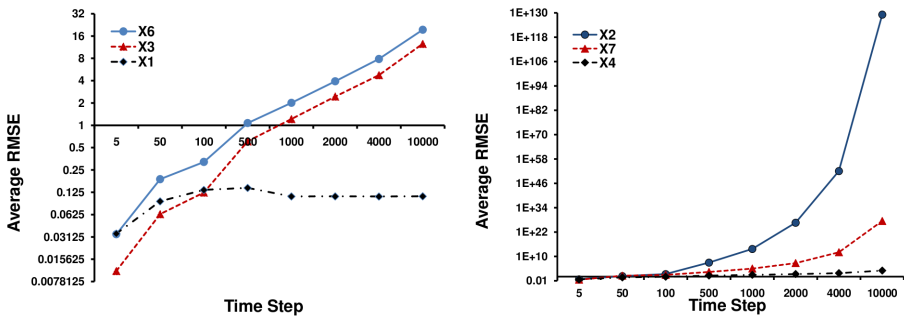 32
16
8
4
2
1
0.5
0.25
0.125
0.0625
0.03125
0.015625
0.0078125
Average RMSE
X6
X3
X1
5 50 100 500 1000 2000 4000 10000
Time Step
1E+130
1E+118
1E+106
1E+94
1E+82
1E+70
1E+58
1E+46
1E+34
1E+22
1E+10
0.01
Average RMSE
X2
X7
X4
5 50 100 500 1000 2000 4000 10000
Time Step